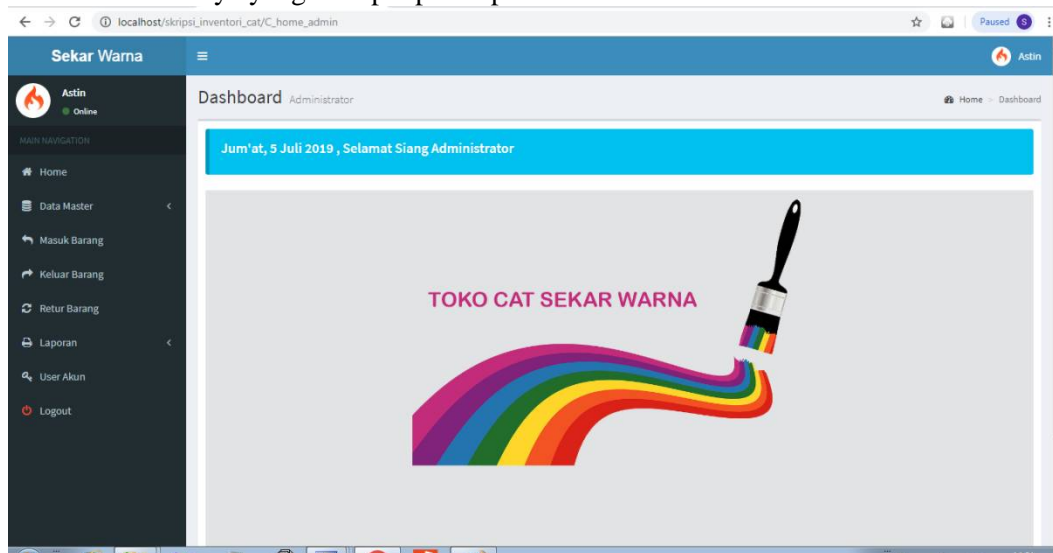 localhost/skripsi_inventori_cat/C_home_admin
Paused S
Sekar Warna
Astin
Astin
Online
Dashboard Administrator
Home > Dashboard
MAIN NAVIGATION
Jum'at, 5 Juli 2019 , Selamat Siang Administrator
Home
Data Master
Masuk Barang
Keluar Barang
Retur Barang
Laporan
User Akun
Logout
TOKO CAT SEKAR WARNA